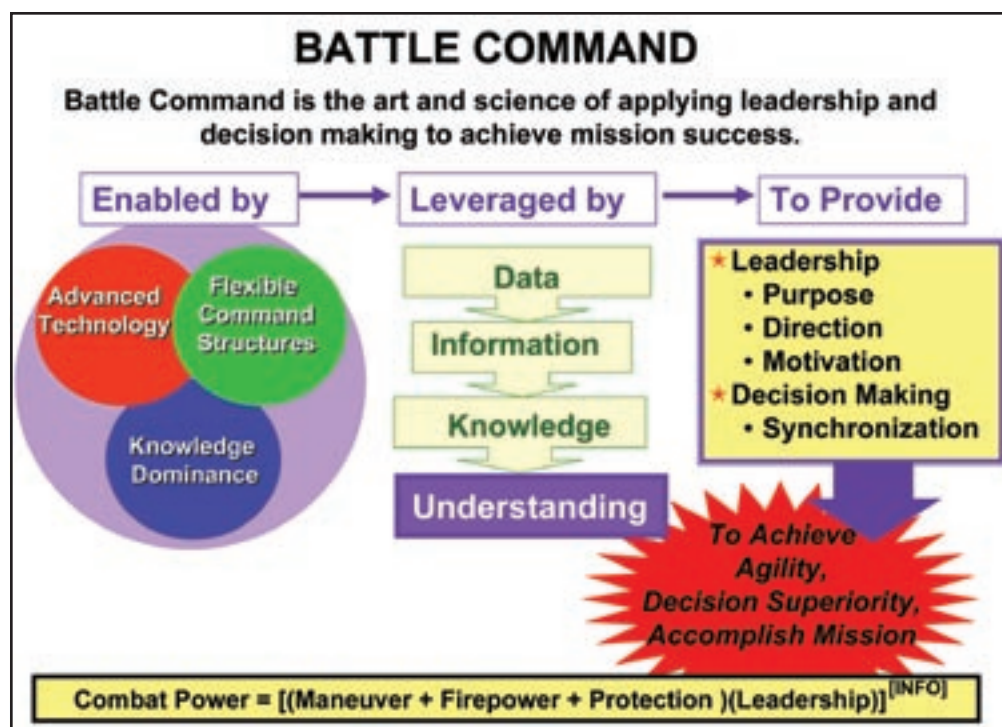 BATTLE COMMAND
Battle Command is the art and science of applying leadership and
decision making to achieve mission success.
Enabled by
Leveraged by
To Provide
Advanced
Technology
Flexible
Command
Structures
Knowledge
Dominance
Data
Information
Knowledge
Understanding
* Leadership
• Purpose
• Direction
• Motivation
* Decision Making
• Synchronization
To Achieve
Agility,
Decision Superiority,
Accomplish Mission
Combat Power = [(Maneuver + Firepower + Protection )(Leadership)][INFO]